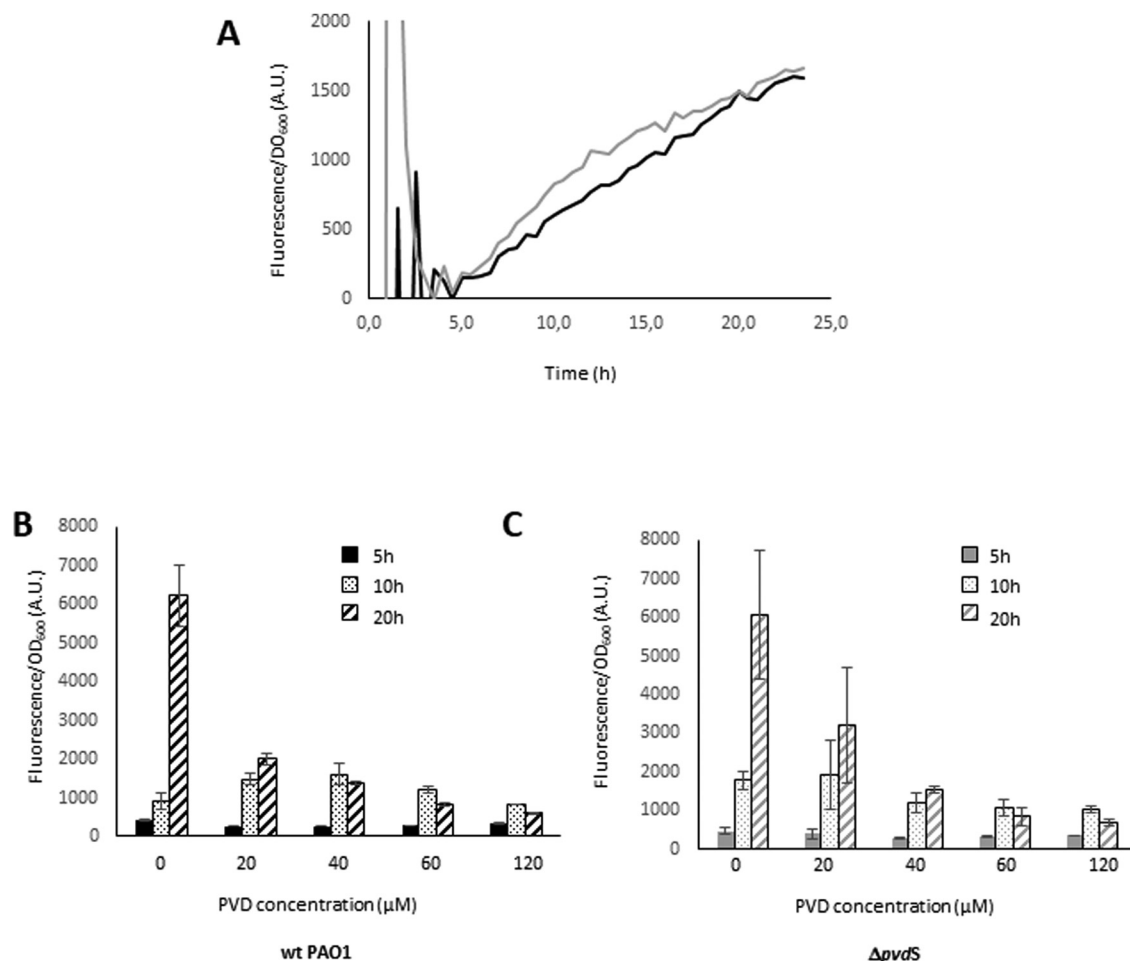 A
2000
1500
1000
500
0
Fluorescence/DO600 (A.U.)
0,0 5,0 10,0 15,0 20,0 25,0
Time (h)
B
8000
7000
6000
5000
4000
3000
2000
1000
0
Fluorescence/OD600 (A.U.)
5h
10h
20h
0 20 40 60 120
PVD concentration (µM)
wt PAO1
C
8000
7000
6000
5000
4000
3000
2000
1000
0
Fluorescence/OD600 (A.U.)
5h
10h
20h
0 20 40 60 120
PVD concentration (µM)
ΔpvdS